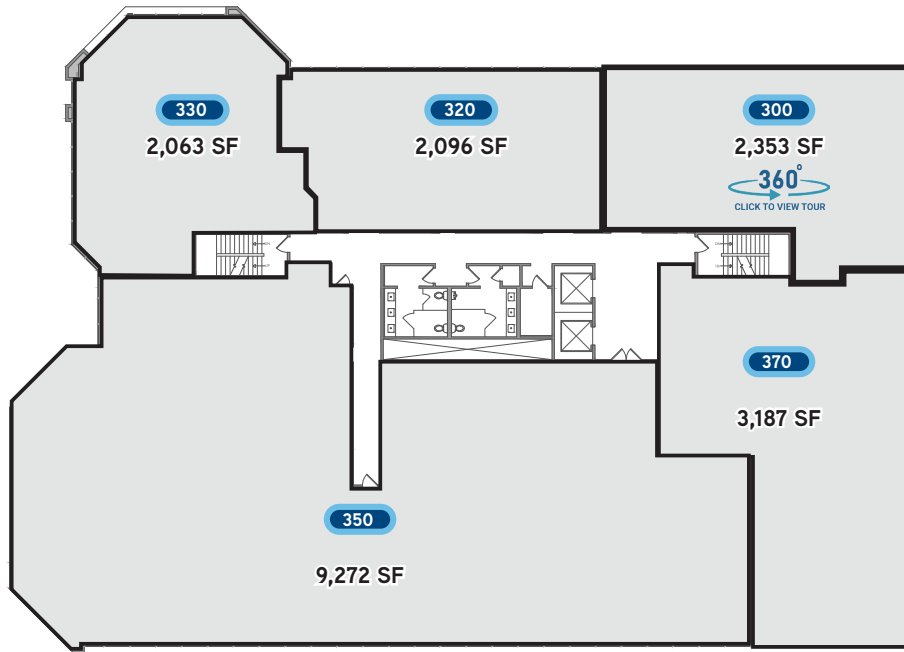 330
2,063 SF
320
2,096 SF
300
2,353 SF
360°
CLICK TO VIEW TOUR
370
3,187 SF
350
9,272 SF